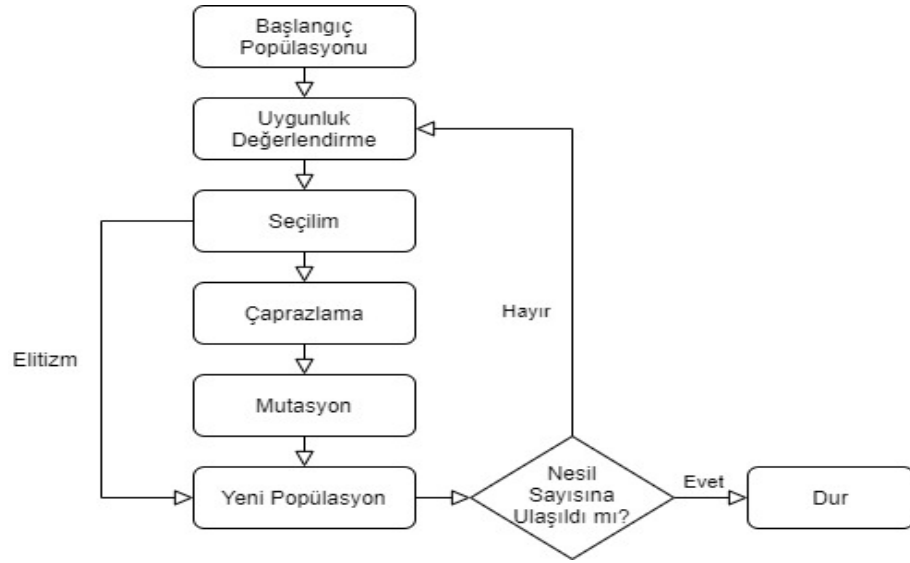 Başlangıç
Popülasyonu
Uygunluk
Değerlendirme
Seçilim
Çaprazlama
Hayır
Elitizm
Mutasyon
Yeni Popülasyon
Nesil
Sayısına
Ulaşıldı mı?
Evet
Dur